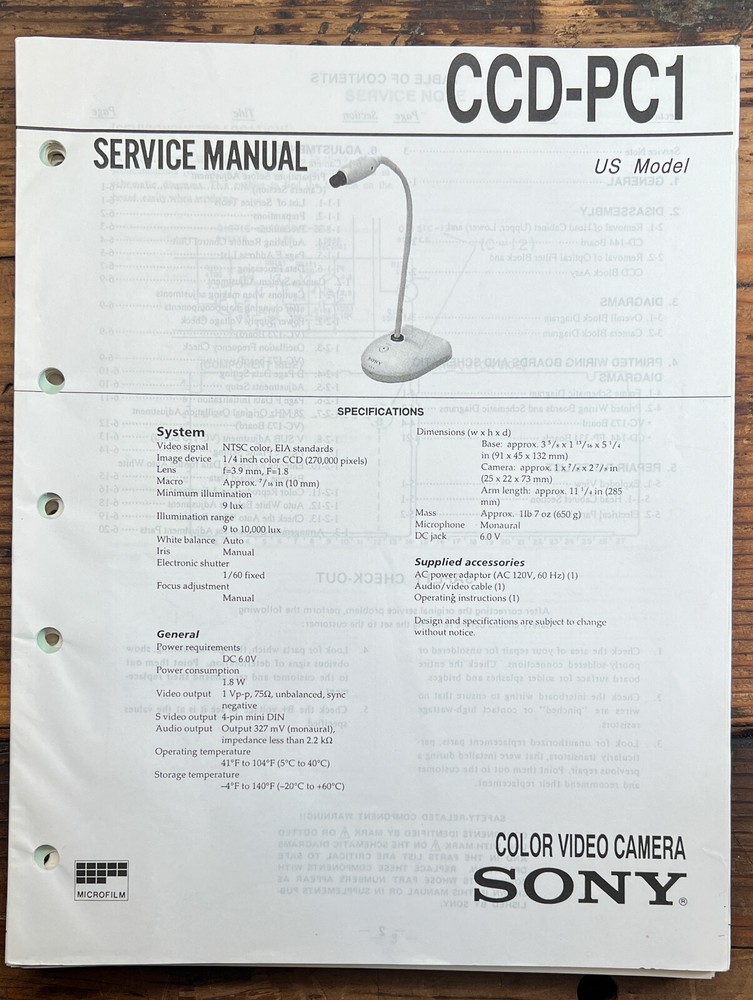 CCD-PC1
SERVICE MANUAL
US Model
SONY
SPECIFICATIONS
System
Video signal NTSC color, EIA standards
Image device 1/4 inch color CCD (270,000 pixels)
Lens f=3.9 mm, F=1.8
Macro Approx. 7/16 in (10 mm)
Minimum illumination
9 lux
Illumination range
9 to 10,000 lux
White balance Auto
Iris Manual
Electronic shutter
1/60 fixed
Focus adjustment
Manual
General
Power requirements
DC 6.0V
Power consumption
1.8 W
Video output 1 Vp-p, 75Ω, unbalanced, sync
negative
S video output 4-pin mini DIN
Audio output Output 327 mV (monaural),
impedance less than 2.2 kΩ
Operating temperature
41°F to 104°F (5°C to 40°C)
Storage temperature
–4°F to 140°F (–20°C to +60°C)
Dimensions (w x h x d)
Base: approx. 3 5/8 x 1 13/16 x 5 1/4
in (91 x 45 x 132 mm)
Camera: approx. 1 x 7/8 x 2 7/8 in
(25 x 22 x 73 mm)
Arm length: approx. 11 1/4 in (285
mm)
Mass Approx. 1lb 7 oz (650 g)
Microphone Monaural
DC jack 6.0 V
Supplied accessories
AC power adaptor (AC 120V, 60 Hz) (1)
Audio/video cable (1)
Operating instructions (1)
Design and specifications are subject to change
without notice.
MICROFILM
COLOR VIDEO CAMERA
SONY®